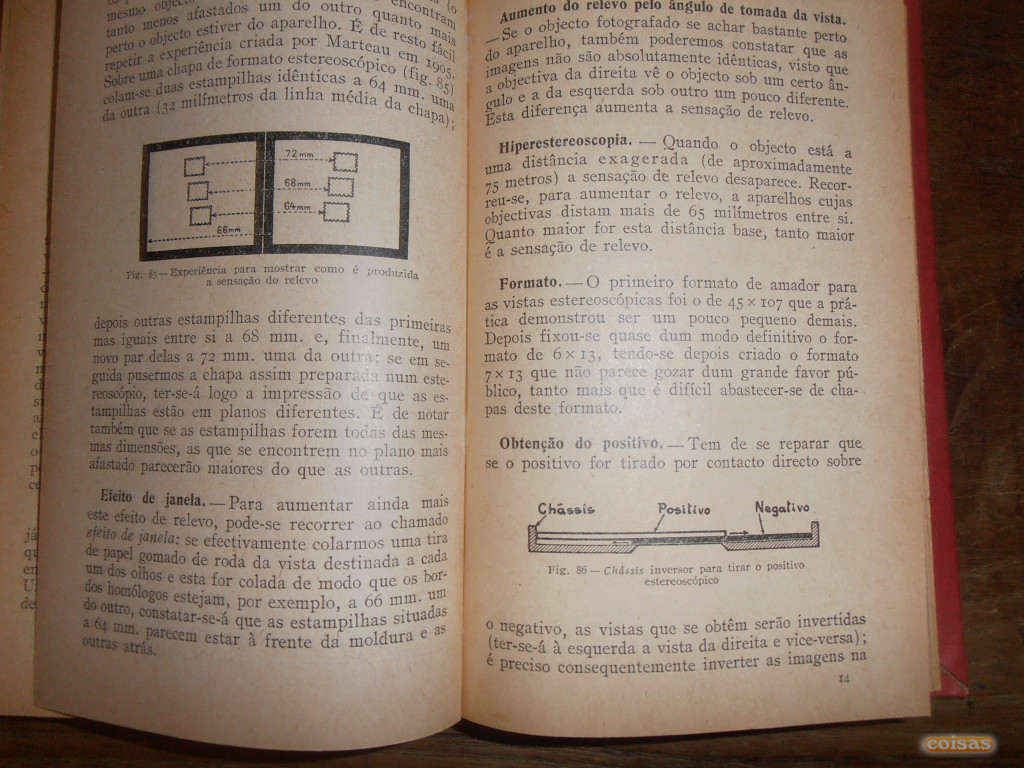 mesmo
encontram
tanto menos afastados um do outro quanto mais
perto o objecto estiver do aparelho. É de resto fácil
repetir a experiência criada por Marteau em 1905.
Sobre uma chapa de formato estereoscópico (fig. 85)
colam-se duas estampilhas idênticas a 64 mm. uma
da outra (32 milímetros da linha média da chapa);
72mm
68mm
64mm
66mm
Fig. 85—Experiência para mostrar como é produzida
a sensação do relevo
depois outras estampilhas diferentes das primeiras
mas iguais entre si a 68 mm. e, finalmente, um
novo par delas a 72 mm. uma da outra: se em se-
guida pusermos a chapa assim preparada num este-
reoscópio, ter-se-á logo a impressão de que as es-
tampilhas estão em planos diferentes. É de notar
também que se as estampilhas forem todas das mes-
mas dimensões, as que se encontrem no plano mais
afastado parecerão maiores do que as outras.
Efeito de janela.—Para aumentar ainda mais
este efeito de relevo, pode-se recorrer ao chamado
efeito de janela: se efectivamente colarmos uma tira
de papel gomado de roda da vista destinada a cada
um dos olhos e esta for colada de modo que os bor-
dos homólogos estejam, por exemplo, a 66 mm. um
do outro, constatar-se-á que as estampilhas situadas
a 64 mm. parecem estar à frente da moldura e as
outras atrás.
Aumento do relevo pelo ângulo de tomada da vista.
—Se o objecto fotografado se achar bastante perto
do aparelho, também poderemos constatar que as
imagens não são absolutamente idênticas, visto que
a objectiva da direita vê o objecto sob um certo ân-
gulo e a da esquerda sob outro um pouco diferente.
Esta diferença aumenta a sensação de relevo.
Hiperestereoscopia. — Quando o objecto está a
uma distância exagerada (de aproximadamente
75 metros) a sensação de relevo desaparece. Recor-
reu-se, para aumentar o relevo, a aparelhos cujas
objectivas distam mais de 65 milímetros entre si.
Quanto maior for esta distância base, tanto maior
é a sensação de relevo.
Formato.—O primeiro formato de amador para
as vistas estereoscópicas foi o de 45 × 107 que a prá-
tica demonstrou ser um pouco pequeno demais.
Depois fixou-se quase dum modo definitivo o for-
mato de 6 × 13, tendo-se depois criado o formato
7 × 13 que não parece gozar dum grande favor pú-
blico, tanto mais que é difícil abastecer-se de cha-
pas deste formato.
Obtenção do positivo.—Tem de se reparar que
se o positivo for tirado por contacto directo sobre
Châssis Positivo Negativo
Fig. 86 — Châssis inversor para tirar o positivo
estereoscópico
o negativo, as vistas que se obtêm serão invertidas
(ter-se-á à esquerda a vista da direita e vice-versa);
é preciso consequentemente inverter as imagens na
14
coisas